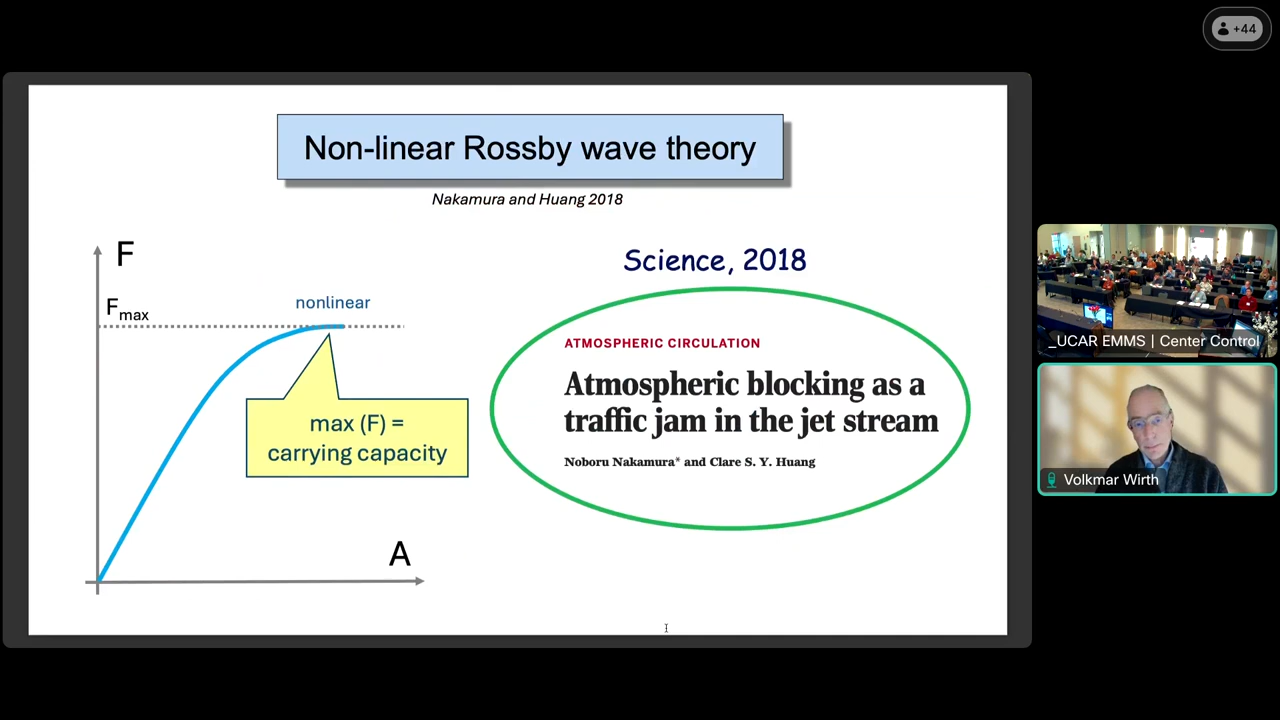 +44
Non-linear Rossby wave theory
Nakamura and Huang 2018
F
Fmax
nonlinear
max (F) =
carrying capacity
A
Science, 2018
ATMOSPHERIC CIRCULATION
Atmospheric blocking as a
traffic jam in the jet stream
Noboru Nakamura* and Clare S. Y. Huang
_UCAR EMMS | Center Control
Volkmar Wirth